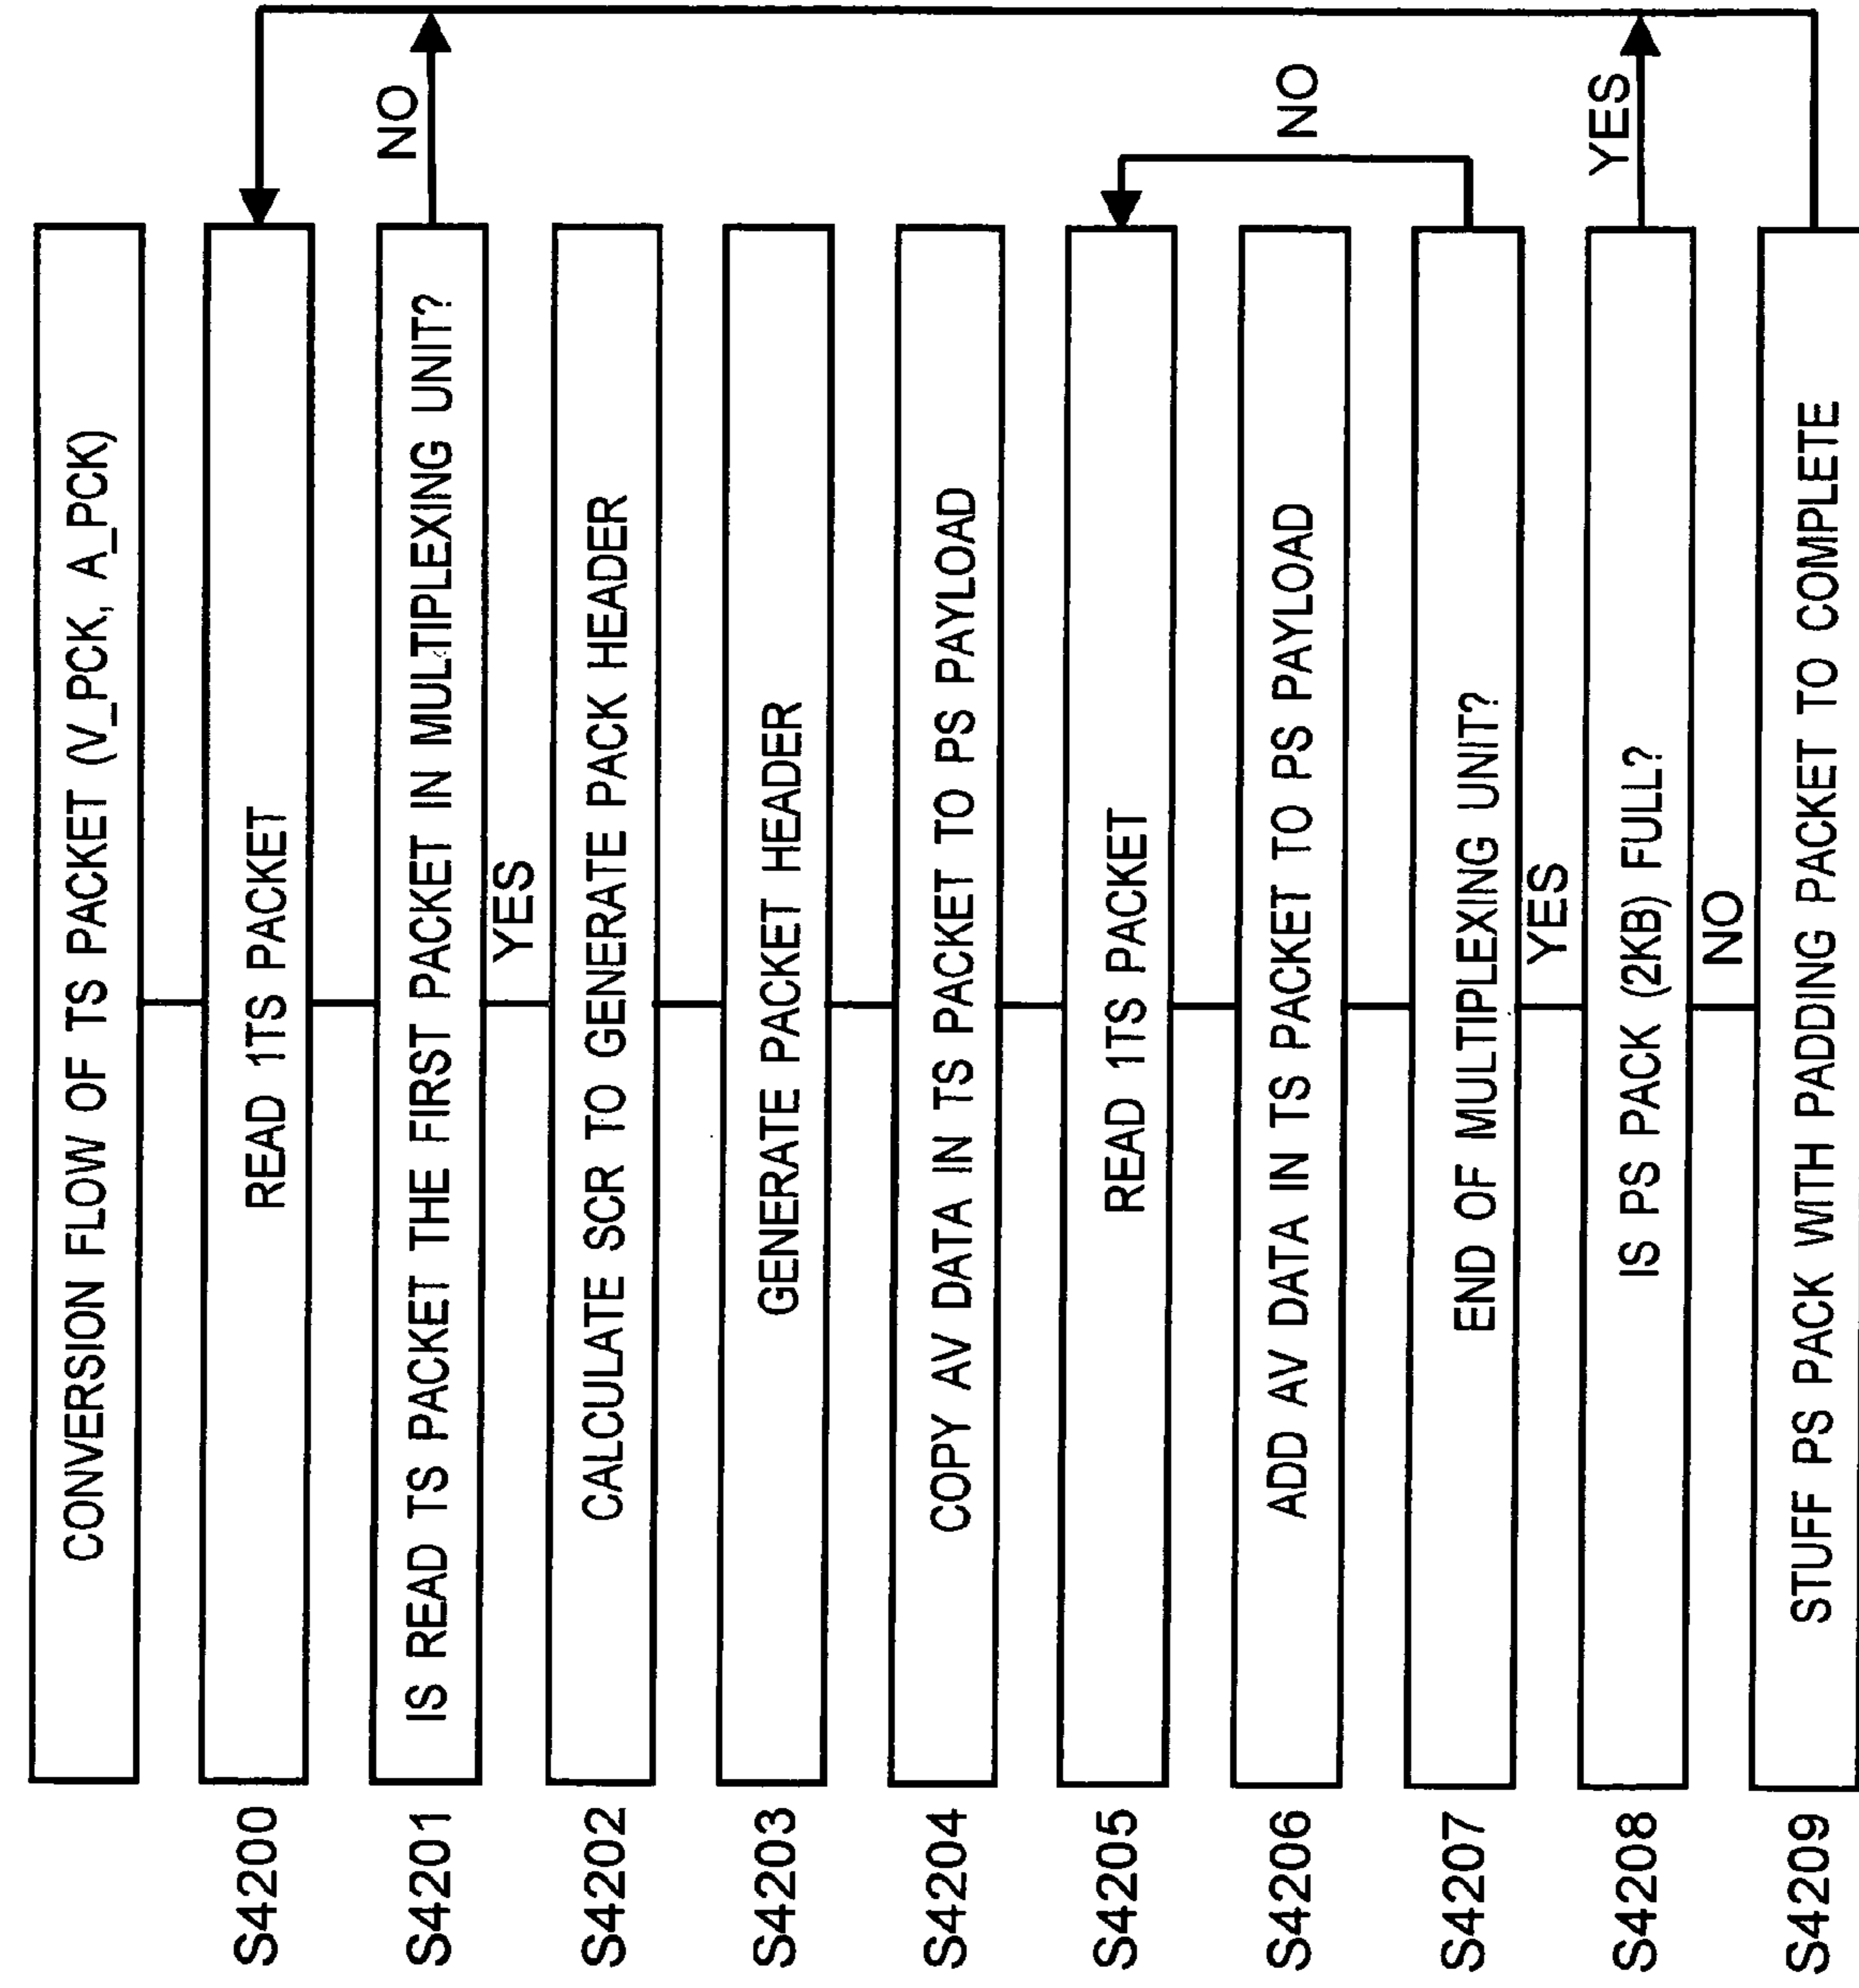 CONVERSION FLOW OF TS PACKET (V_PCK, A_PCK)
S4200 READ 1TS PACKET
S4201 IS READ TS PACKET THE FIRST PACKET IN MULTIPLEXING UNIT? NO
YES
S4202 CALCULATE SCR TO GENERATE PACK HEADER
S4203 GENERATE PACKET HEADER
S4204 COPY AV DATA IN TS PACKET TO PS PAYLOAD
S4205 READ 1TS PACKET
S4206 ADD AV DATA IN TS PACKET TO PS PAYLOAD NO
S4207 END OF MULTIPLEXING UNIT?
YES
S4208 IS PS PACK (2KB) FULL? YES
NO
S4209 STUFF PS PACK WITH PADDING PACKET TO COMPLETE